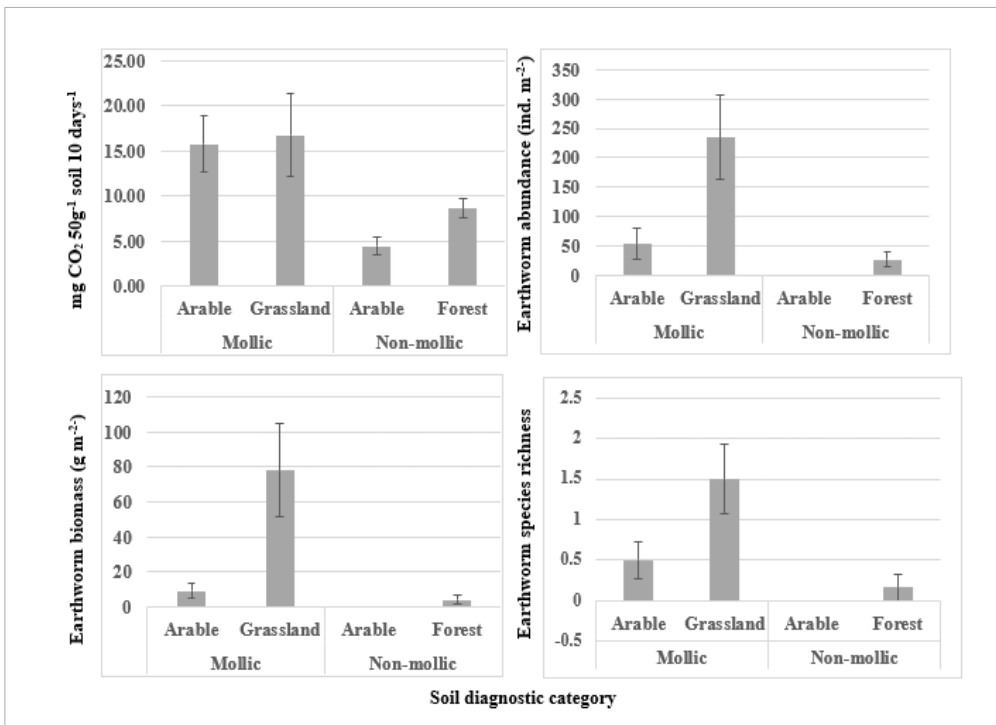 mg CO₂ 50g⁻¹ soil 10 days⁻¹
25.00
20.00
15.00
10.00
5.00
0.00
Arable Grassland Arable Forest
Mollic Non-mollic
Earthworm abundance (ind. m⁻²⁻)
350
300
250
200
150
100
50
0
Arable Grassland Arable Forest
Mollic Non-mollic
Earthworm biomass (g m⁻²⁻)
120
100
80
60
40
20
0
Arable Grassland Arable Forest
Mollic Non-mollic
Earthworm species richness
2.5
2
1.5
1
0.5
0
-0.5
Arable Grassland Arable Forest
Mollic Non-mollic
Soil diagnostic category